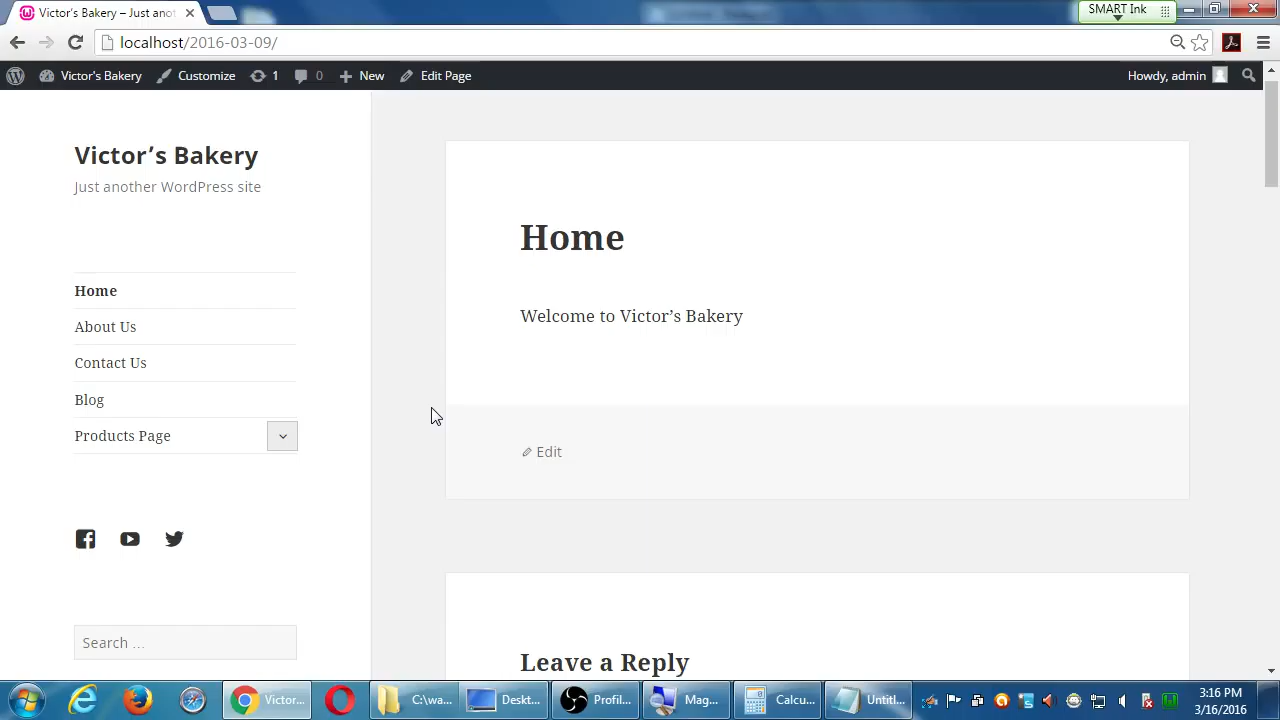 Victor's Bakery – Just anot
SMART Ink
localhost/2016-03-09/
Victor's Bakery Customize 1 0 New Edit Page Howdy, admin
Victor's Bakery
Just another WordPress site
Home
About Us
Contact Us
Blog
Products Page
Search …
Home
Welcome to Victor's Bakery
Edit
Leave a Reply
Victor... C:\wa... Deskt... Profil... Mag... Calcu... Untitl...
3:16 PM
3/16/2016